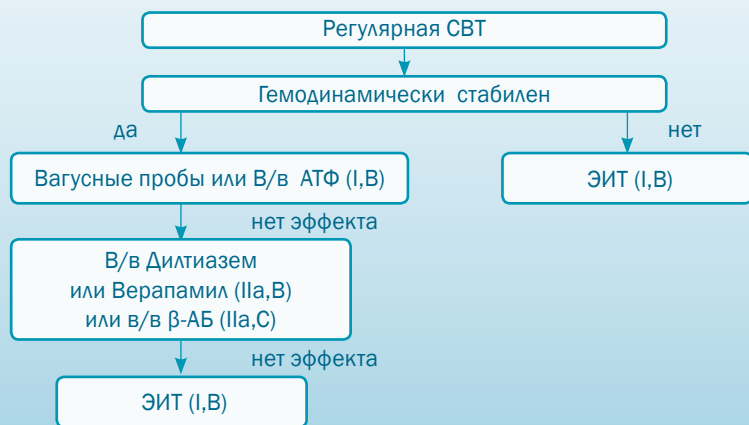 Регулярная СВТ
Гемодинамически стабилен
да
нет
Вагусные пробы или В/в АТФ (I,B)
ЭИТ (I,B)
нет эффекта
В/в Дилтиазем
или Верапамил (IIa,B)
или в/в β-АБ (IIa,C)
нет эффекта
ЭИТ (I,B)